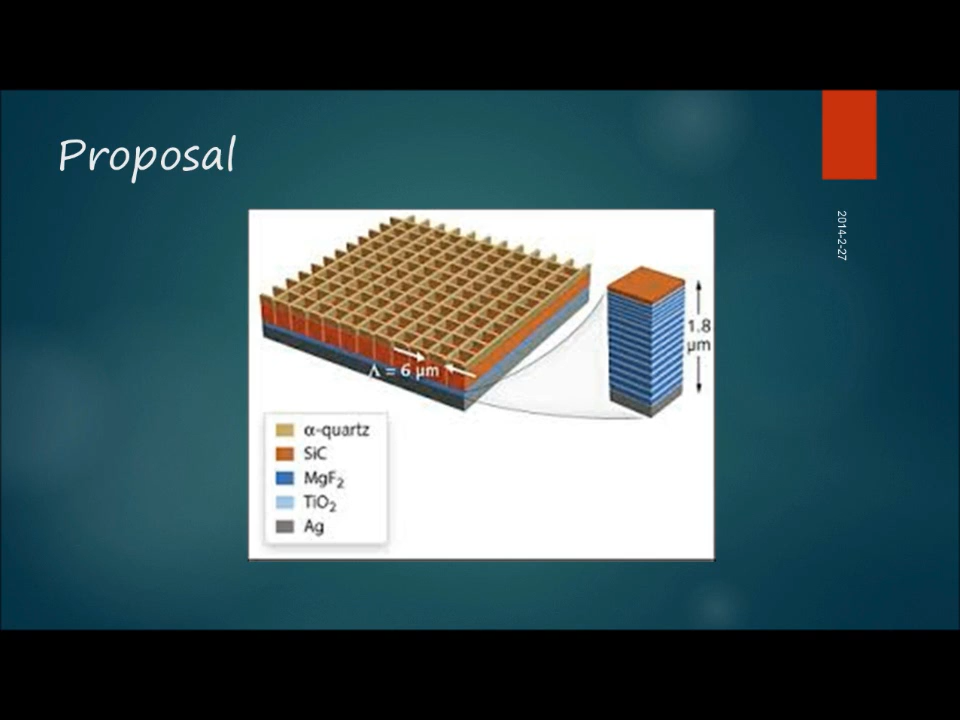 Proposal
2014-2-27
1.8
μm
Λ = 6 μm
α-quartz
SiC
MgF₂
TiO₂
Ag